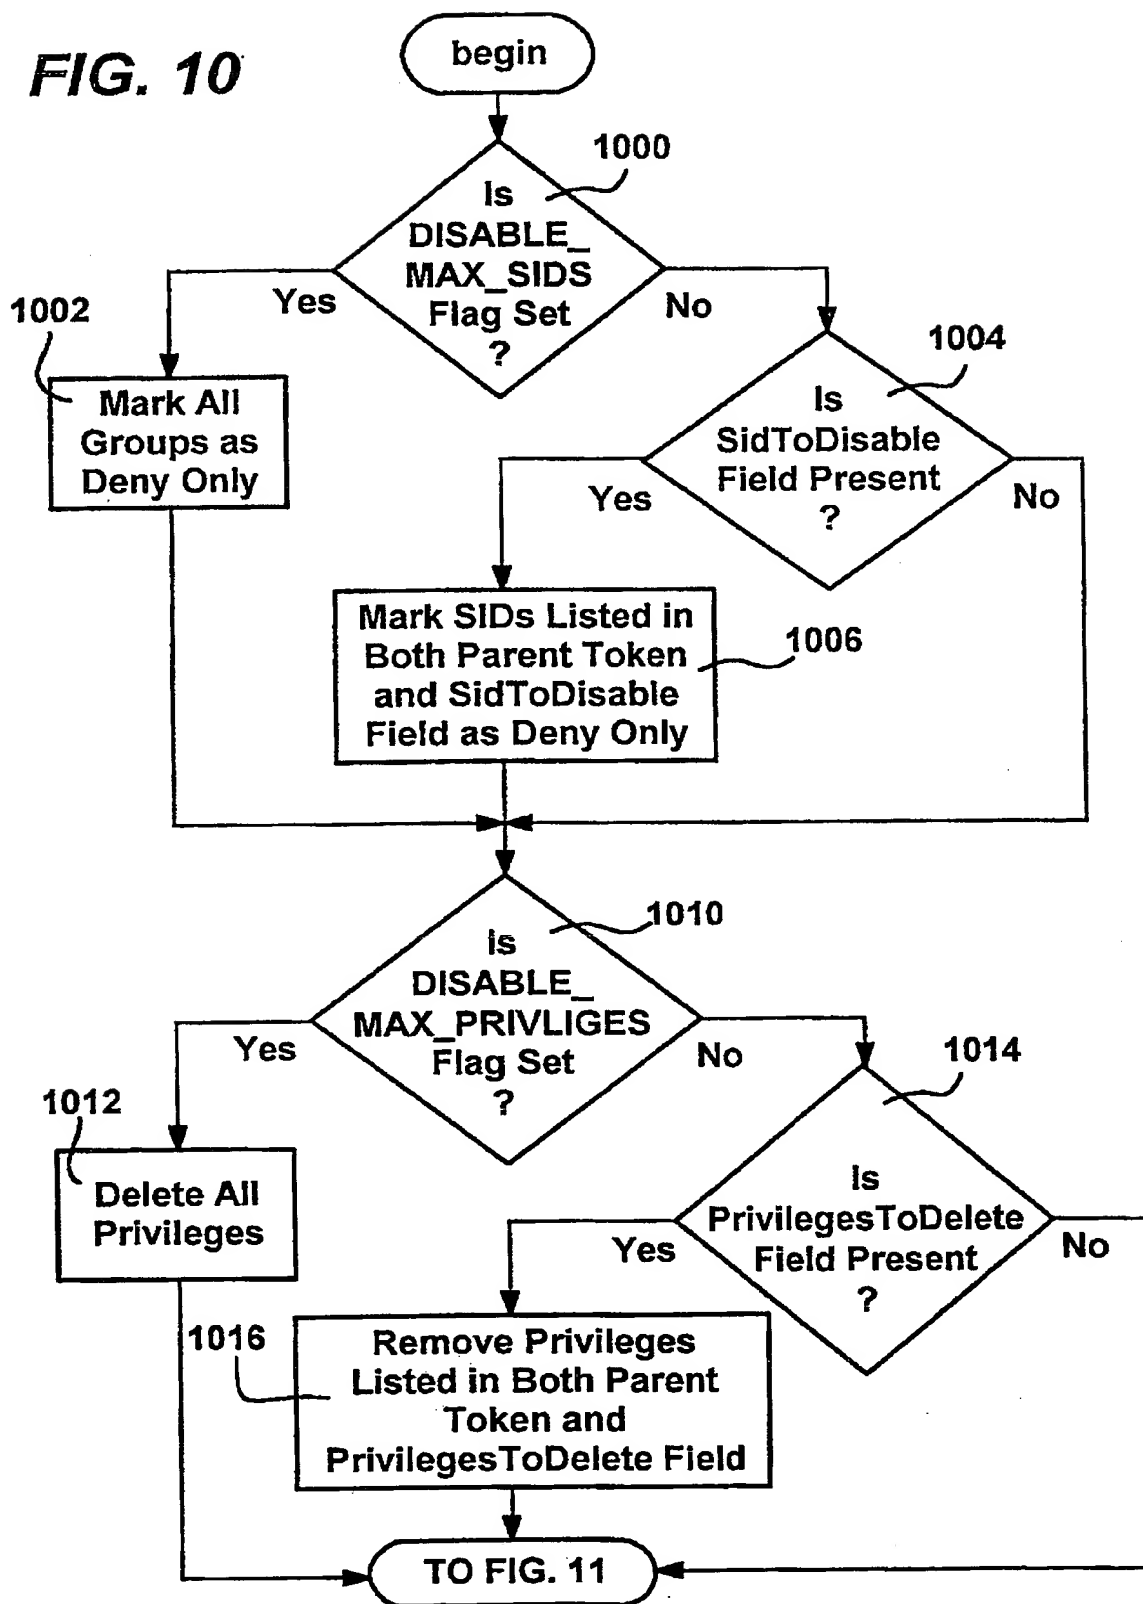 FIG. 10
begin
1000
Is
DISABLE_
MAX_SIDS
Flag Set
?
Yes
No
1002
Mark All
Groups as
Deny Only
1004
Is
SidToDisable
Field Present
?
Yes
No
Mark SIDs Listed in
Both Parent Token
and SidToDisable
Field as Deny Only
1006
1010
is
DISABLE_
MAX_PRIVLIGES
Flag Set
?
Yes
No
1012
Delete All
Privileges
1014
Is
PrivilegesToDelete
Field Present
?
Yes
No
1016
Remove Privileges
Listed in Both Parent
Token and
PrivilegesToDelete Field
TO FIG. 11